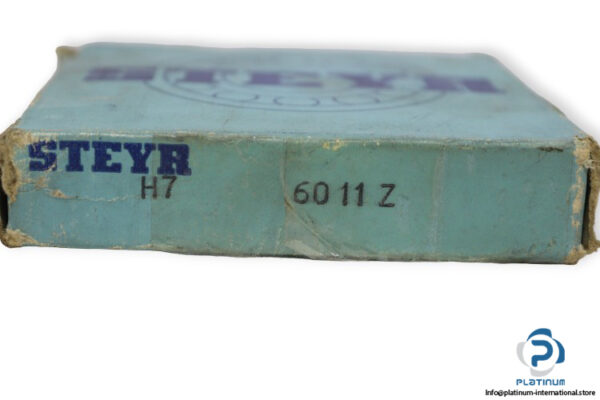 STEYR
STEYR
H7 60 11 Z
PLATINUM
Info@platinum-international.store